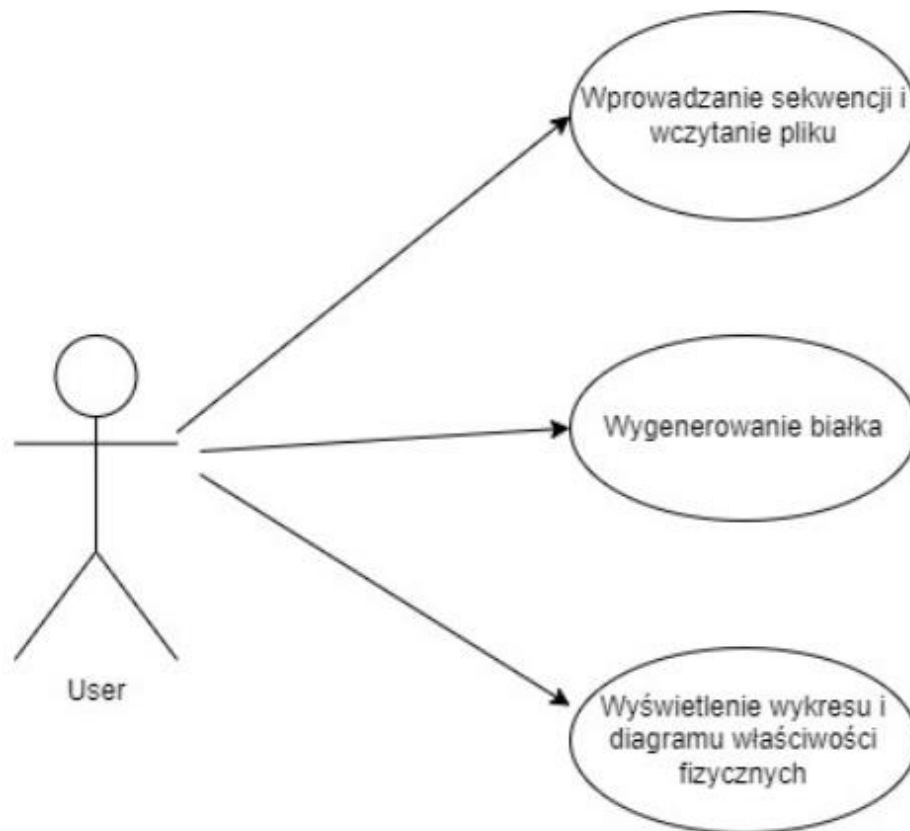 Wprowadzanie sekwencji i
wczytanie pliku
Wygenerowanie białka
User
Wyświetlenie wykresu i
diagramu właściwości
fizycznych